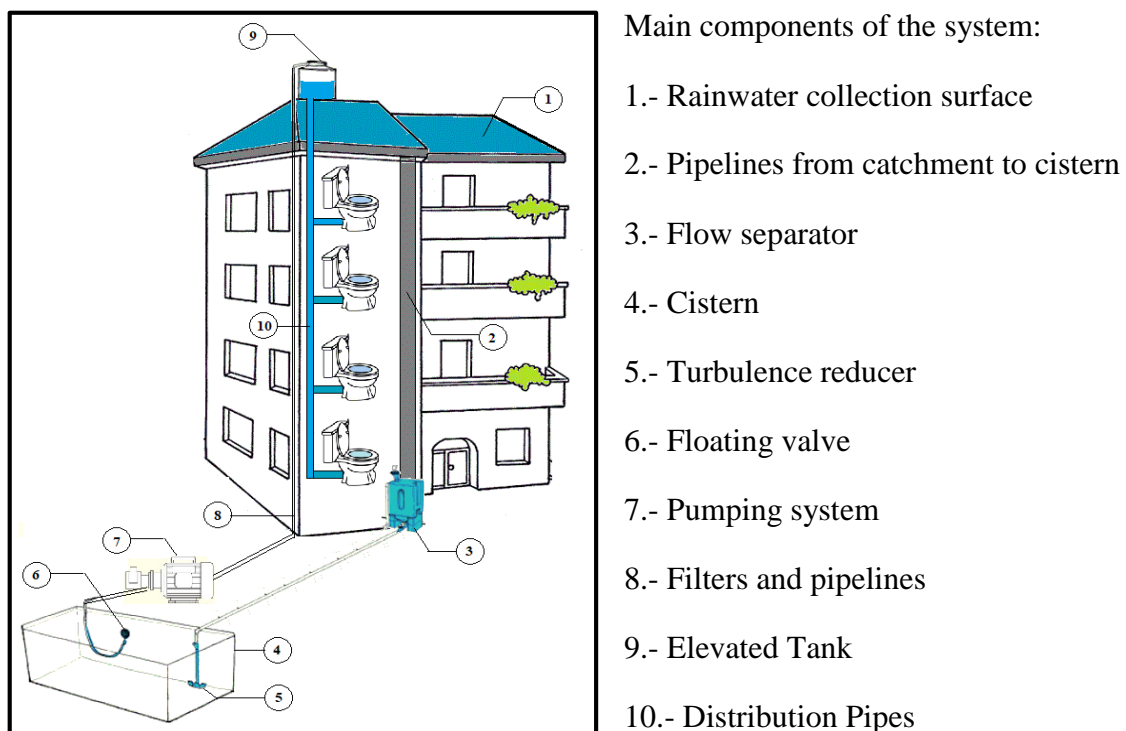 Main components of the system:
1.- Rainwater collection surface
2.- Pipelines from catchment to cistern
3.- Flow separator
4.- Cistern
5.- Turbulence reducer
6.- Floating valve
7.- Pumping system
8.- Filters and pipelines
9.- Elevated Tank
10.- Distribution Pipes
9
1
10
2
8
7
3
6
4
5